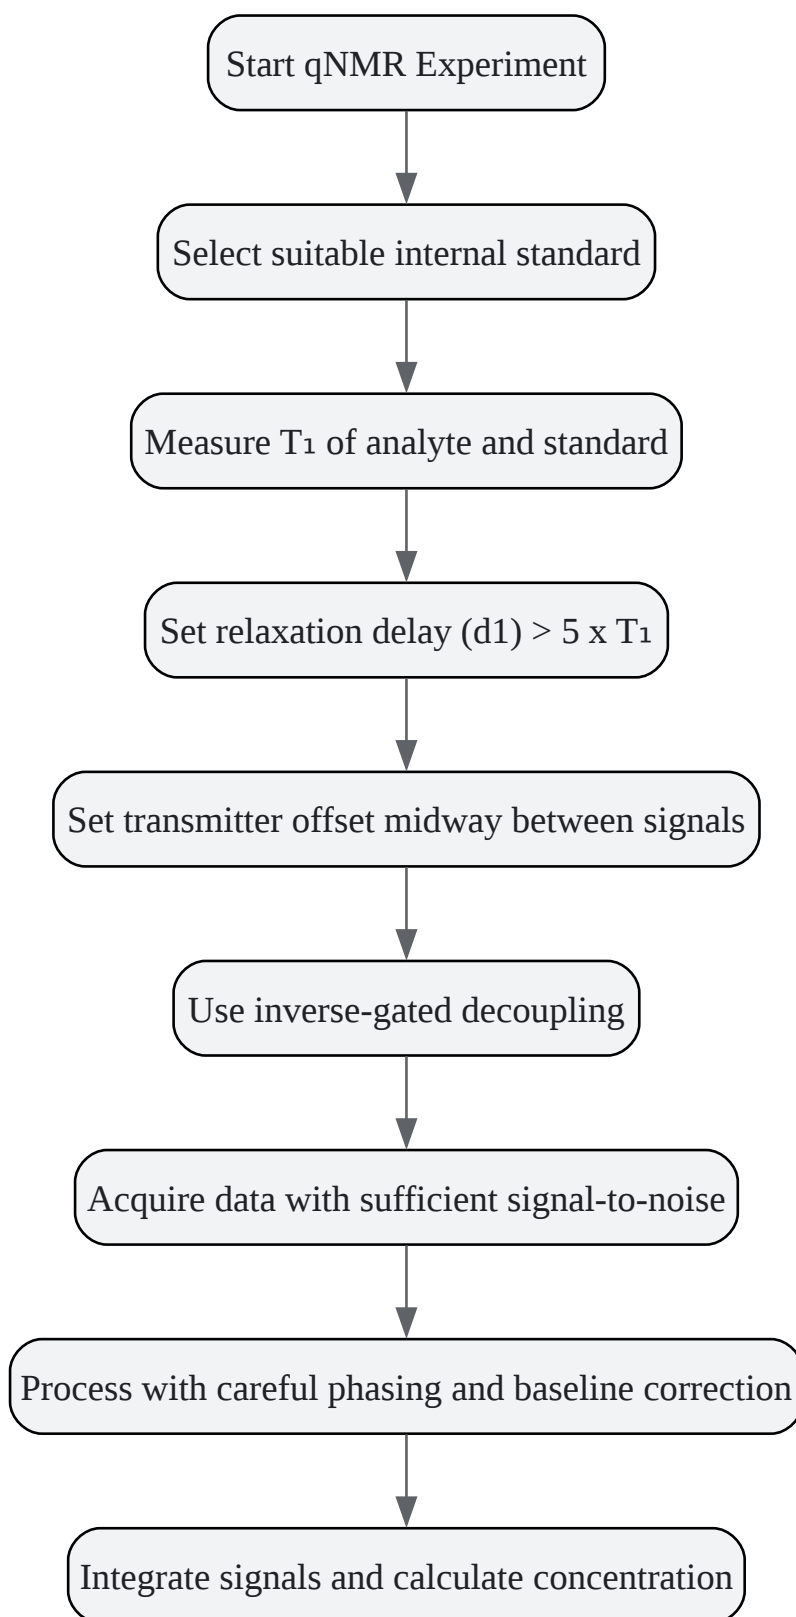 Start qNMR Experiment
Select suitable internal standard
Measure T₁ of analyte and standard
Set relaxation delay (d1) > 5 x T₁
Set transmitter offset midway between signals
Use inverse-gated decoupling
Acquire data with sufficient signal-to-noise
Process with careful phasing and baseline correction
Integrate signals and calculate concentration